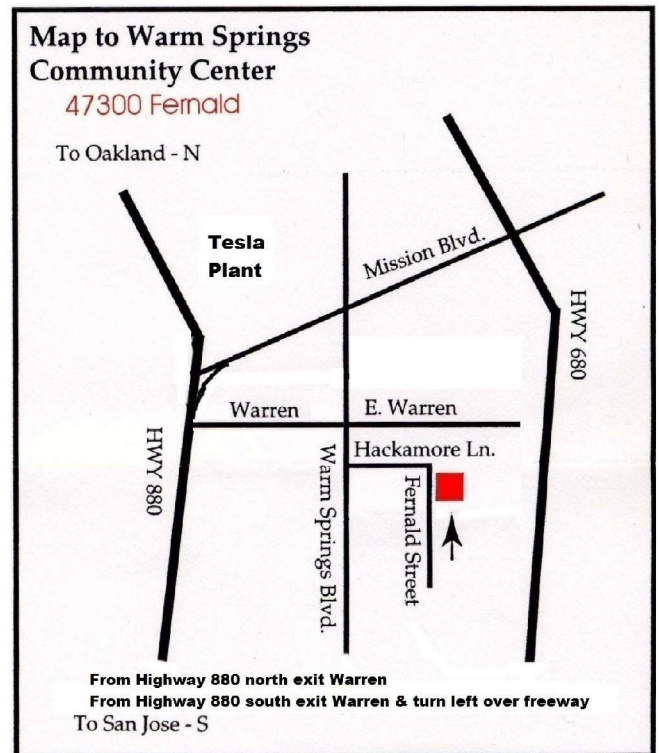 Map to Warm Springs
Community Center
47300 Fernald
To Oakland - N
Tesla
Plant
Mission Blvd.
HWY 680
Warren
E. Warren
HWY 880
Hackamore Ln.
Warm Springs Blvd.
Fernald Street
From Highway 880 north exit Warren
From Highway 880 south exit Warren & turn left over freeway
To San Jose - S